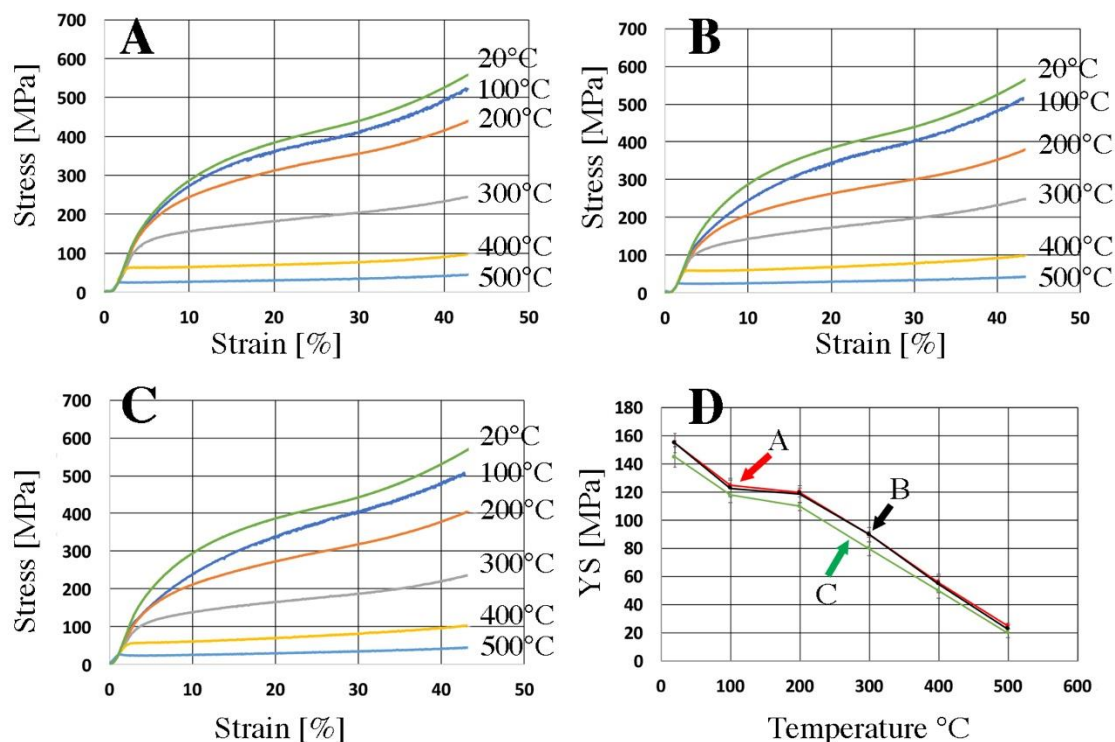 A
700
600
500
400
300
200
100
0
0 10 20 30 40 50
Stress [MPa]
Strain [%]
20°C
100°C
200°C
300°C
400°C
500°C
B
700
600
500
400
300
200
100
0
0 10 20 30 40 50
Stress [MPa]
Strain [%]
20°C
100°C
200°C
300°C
400°C
500°C
C
700
600
500
400
300
200
100
0
0 10 20 30 40 50
Stress [MPa]
Strain [%]
20°C
100°C
200°C
300°C
400°C
500°C
D
180
160
140
120
100
80
60
40
20
0
0 100 200 300 400 500 600
YS [MPa]
Temperature °C
A
B
C